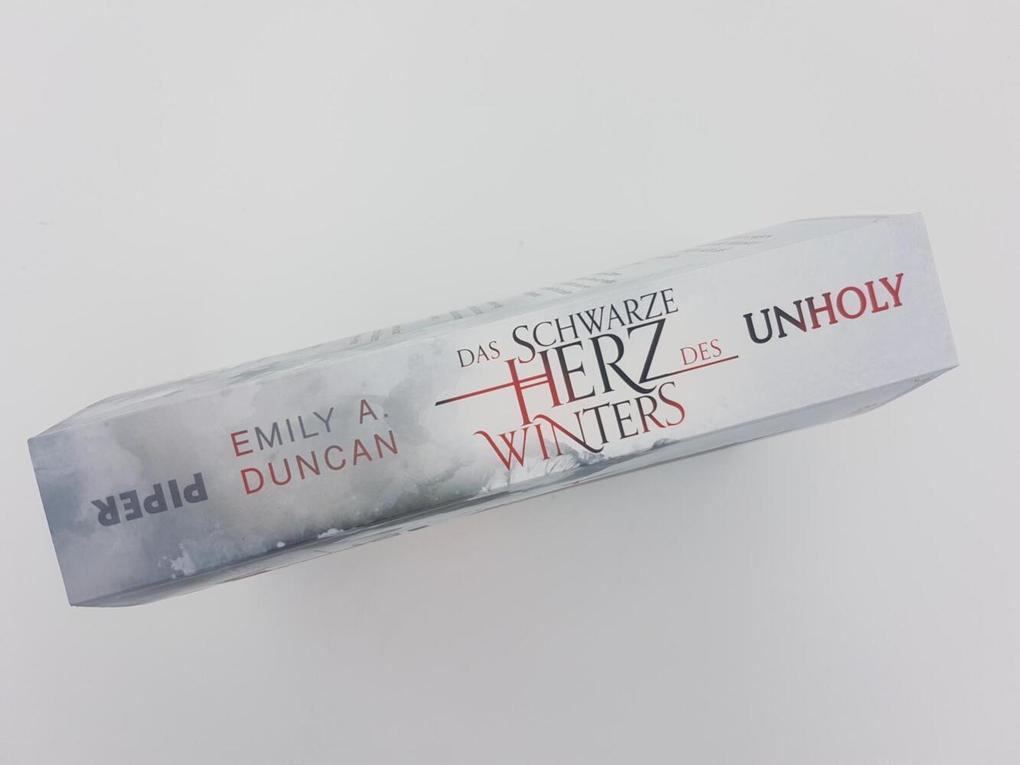 PIPER
EMILY A.
DUNCAN
DAS SCHWARZE
HERZ DES
WINTERS
UNHOLY